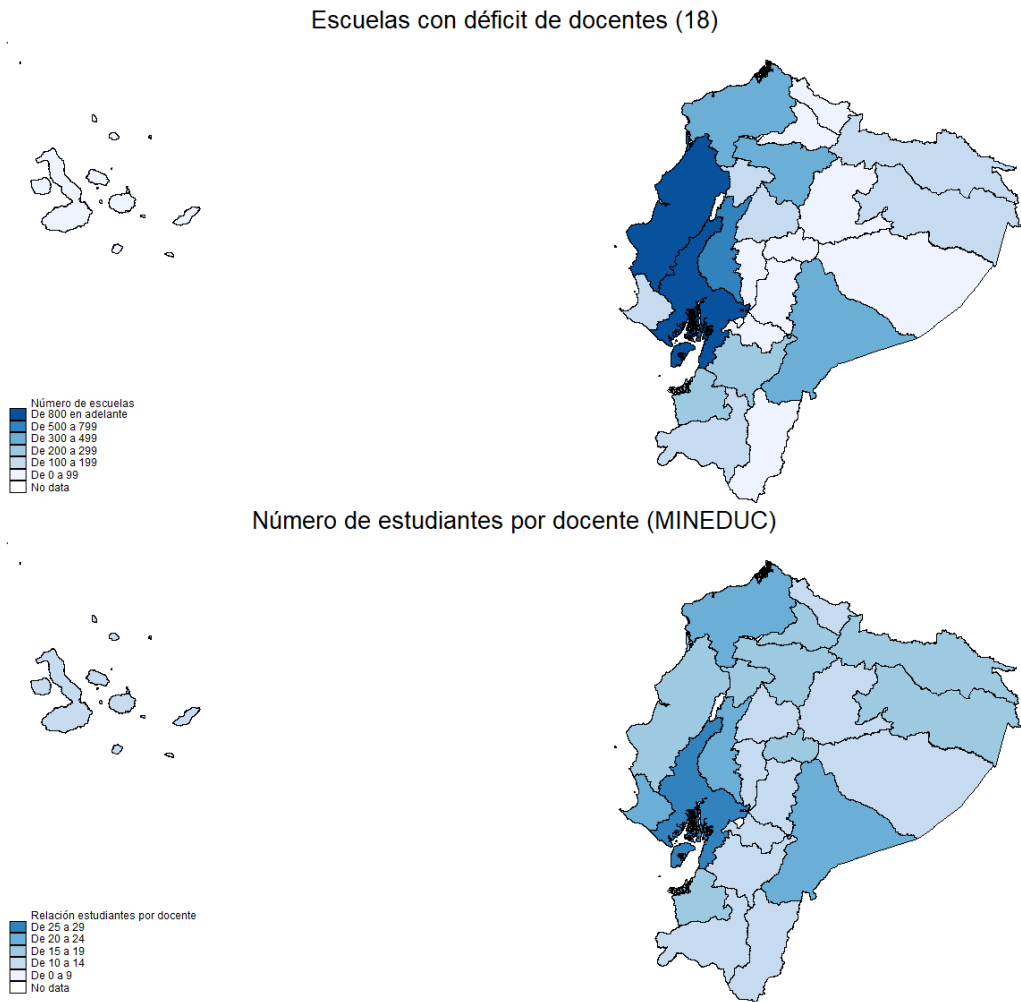 Escuelas con déficit de docentes (18)
Número de escuelas
De 800 en adelante
De 500 a 799
De 300 a 499
De 200 a 299
De 100 a 199
De 0 a 99
No data
Número de estudiantes por docente (MINEDUC)
Relación estudiantes por docente
De 25 a 29
De 20 a 24
De 15 a 19
De 10 a 14
De 0 a 9
No data